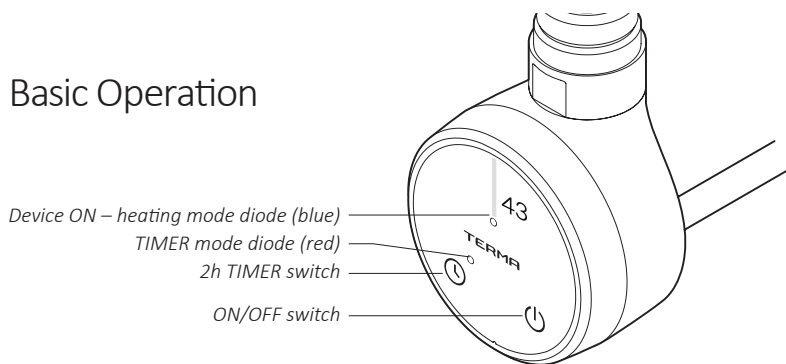 Basic Operation
Device ON – heating mode diode (blue)
43
TIMER mode diode (red)
TERMA
2h TIMER switch
ON/OFF switch